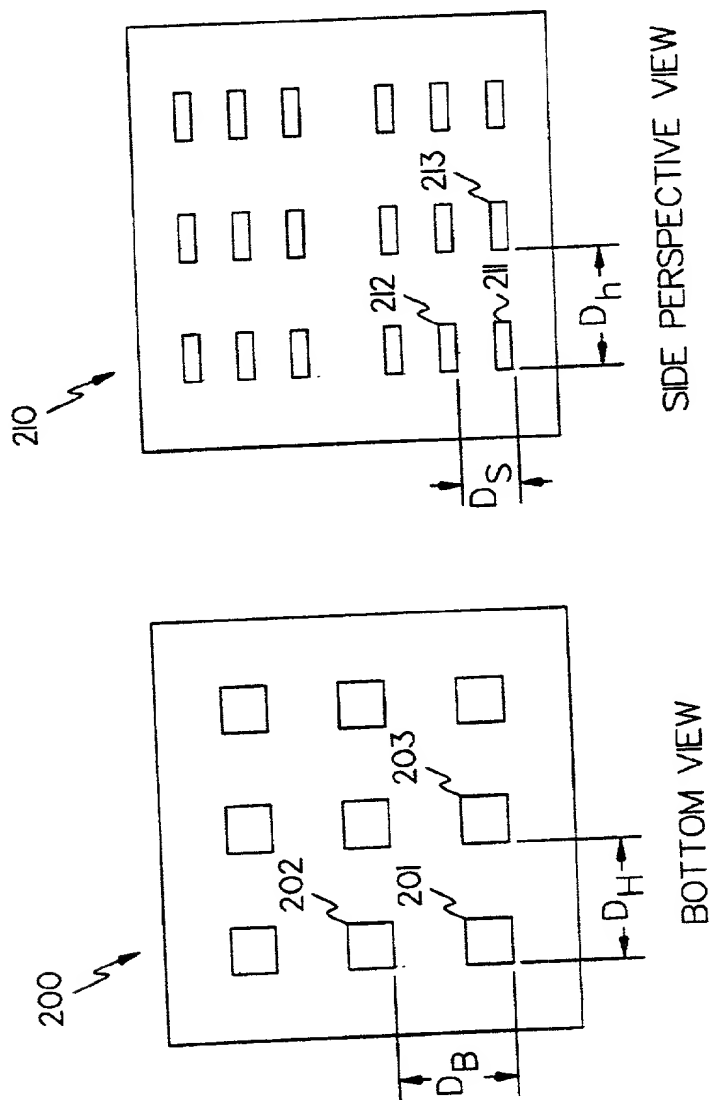 200
202
201
203
D_B
D_H
BOTTOM VIEW
210
212
211
213
D_S
D_h
SIDE PERSPECTIVE VIEW